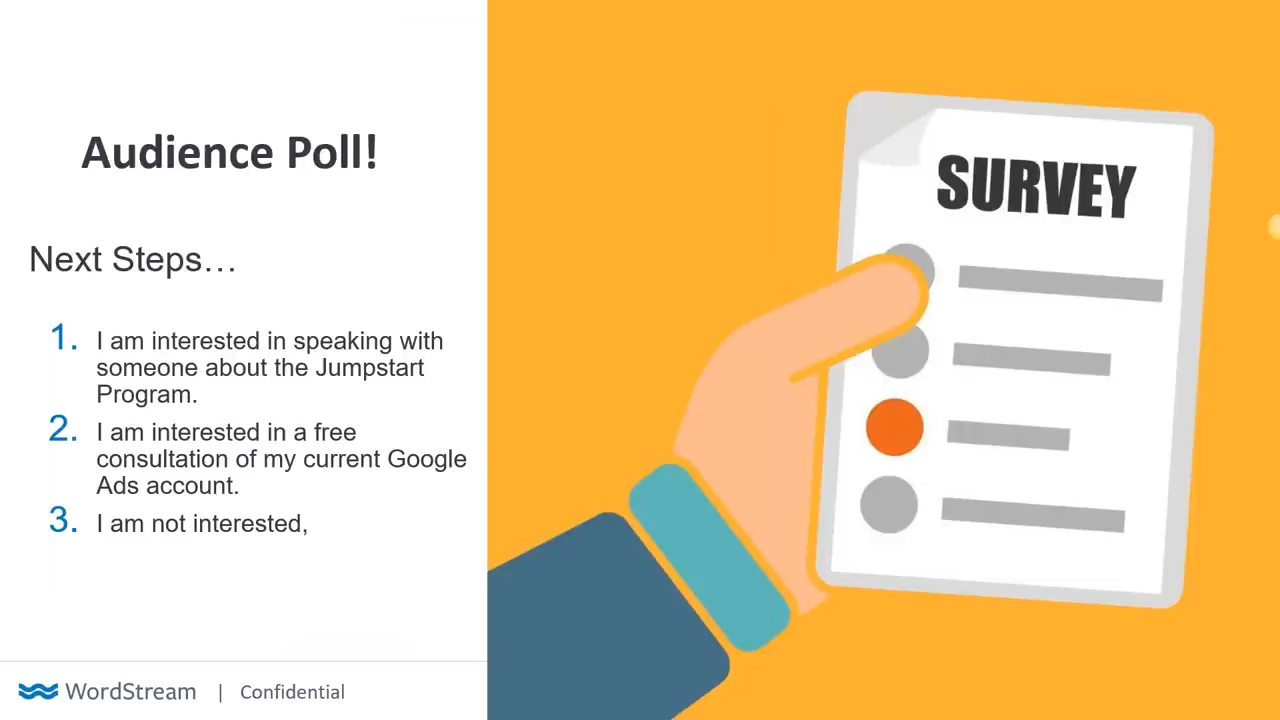 Audience Poll!
Next Steps…
1. I am interested in speaking with
someone about the Jumpstart
Program.
2. I am interested in a free
consultation of my current Google
Ads account.
3. I am not interested,
WordStream | Confidential
SURVEY